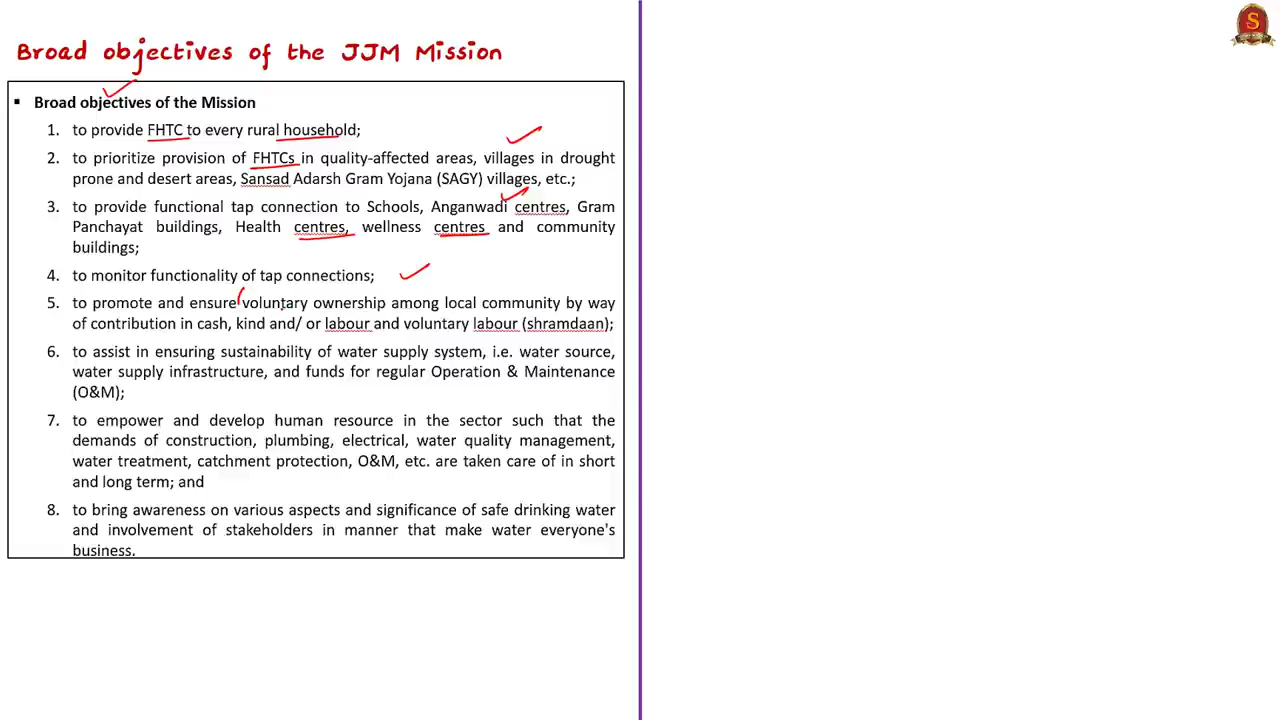 Broad objectives of the JJM Mission
▪ Broad objectives of the Mission
1. to provide FHTC to every rural household;
2. to prioritize provision of FHTCs in quality-affected areas, villages in drought
prone and desert areas, Sansad Adarsh Gram Yojana (SAGY) villages, etc.;
3. to provide functional tap connection to Schools, Anganwadi centres, Gram
Panchayat buildings, Health centres, wellness centres and community
buildings;
4. to monitor functionality of tap connections;
5. to promote and ensure voluntary ownership among local community by way
of contribution in cash, kind and/ or labour and voluntary labour (shramdaan);
6. to assist in ensuring sustainability of water supply system, i.e. water source,
water supply infrastructure, and funds for regular Operation & Maintenance
(O&M);
7. to empower and develop human resource in the sector such that the
demands of construction, plumbing, electrical, water quality management,
water treatment, catchment protection, O&M, etc. are taken care of in short
and long term; and
8. to bring awareness on various aspects and significance of safe drinking water
and involvement of stakeholders in manner that make water everyone's
business.
S